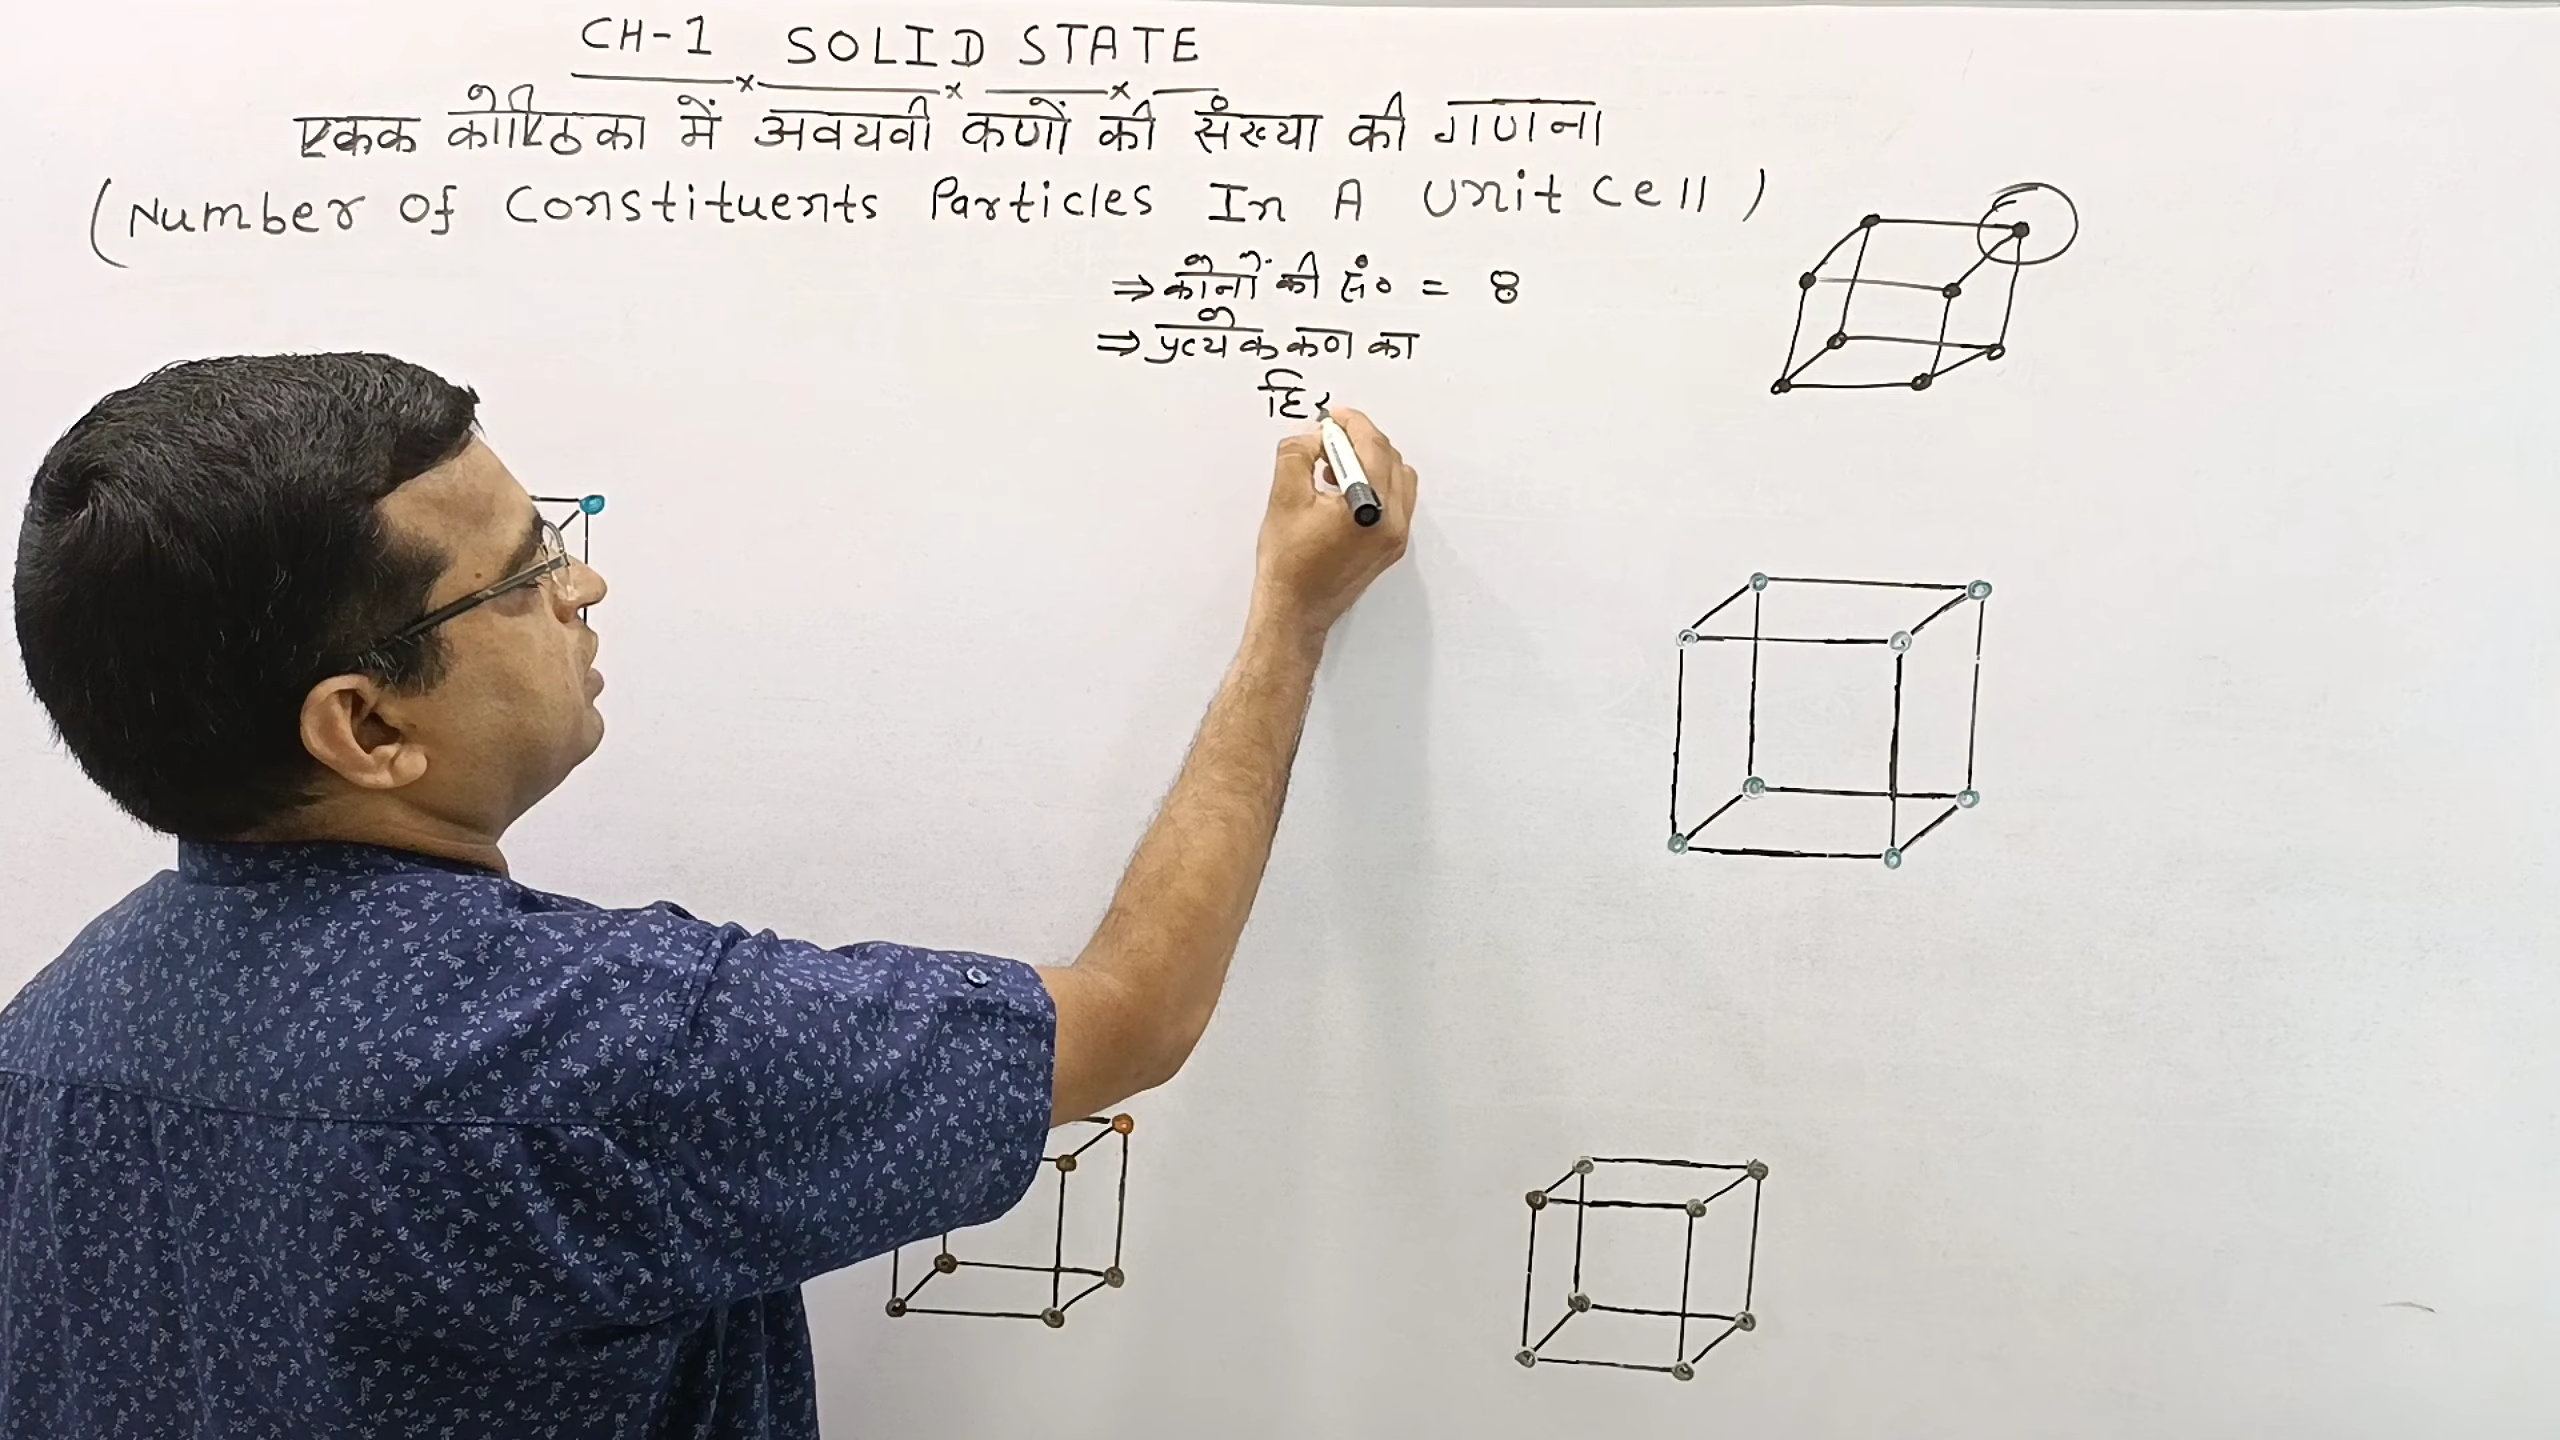 CH-1 SOLID STATE
एकक कोष्ठिका में अवयवी कणों की संख्या की गणना
(Number Of Constituents Particles In A Unit Cell)
⇒ कोनों की सं० = 8
⇒ प्रत्येक कण का